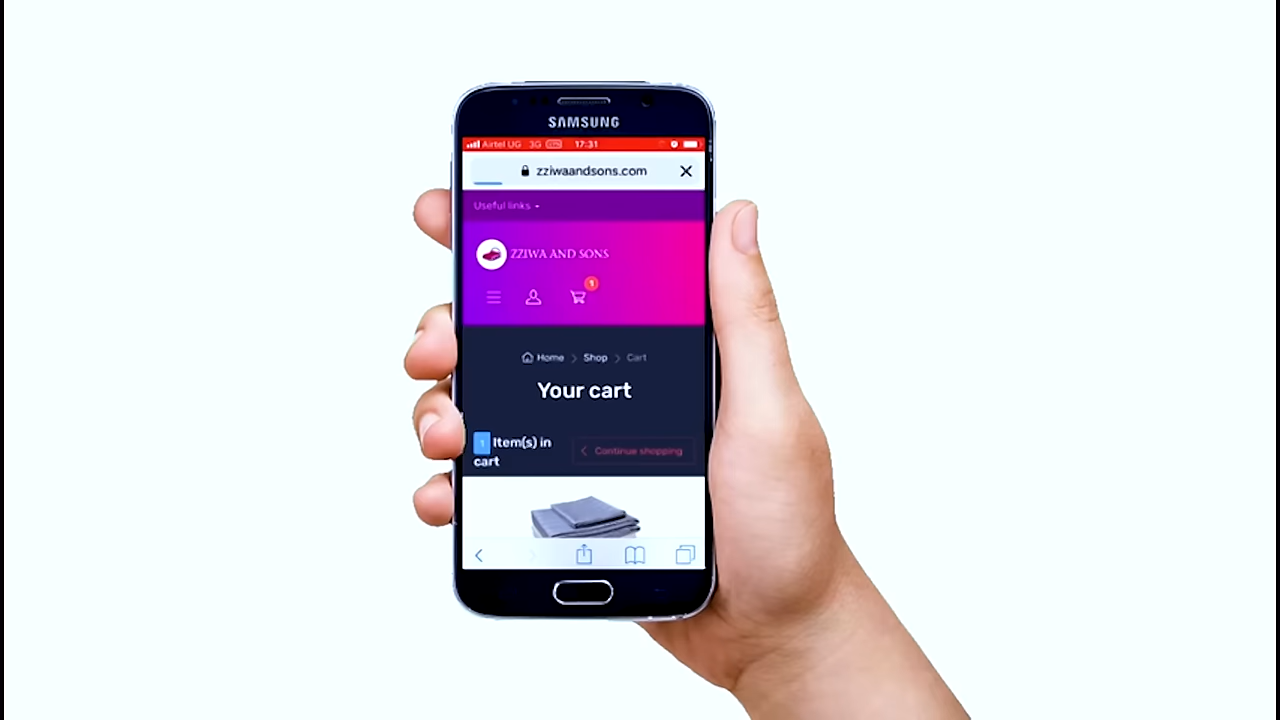 SAMSUNG
Airtel UG 3G VPN 17:31
zziwaandsons.com
Useful links
ZZIWA AND SONS
1
Home Shop Cart
Your cart
1 Item(s) in
cart
Continue shopping